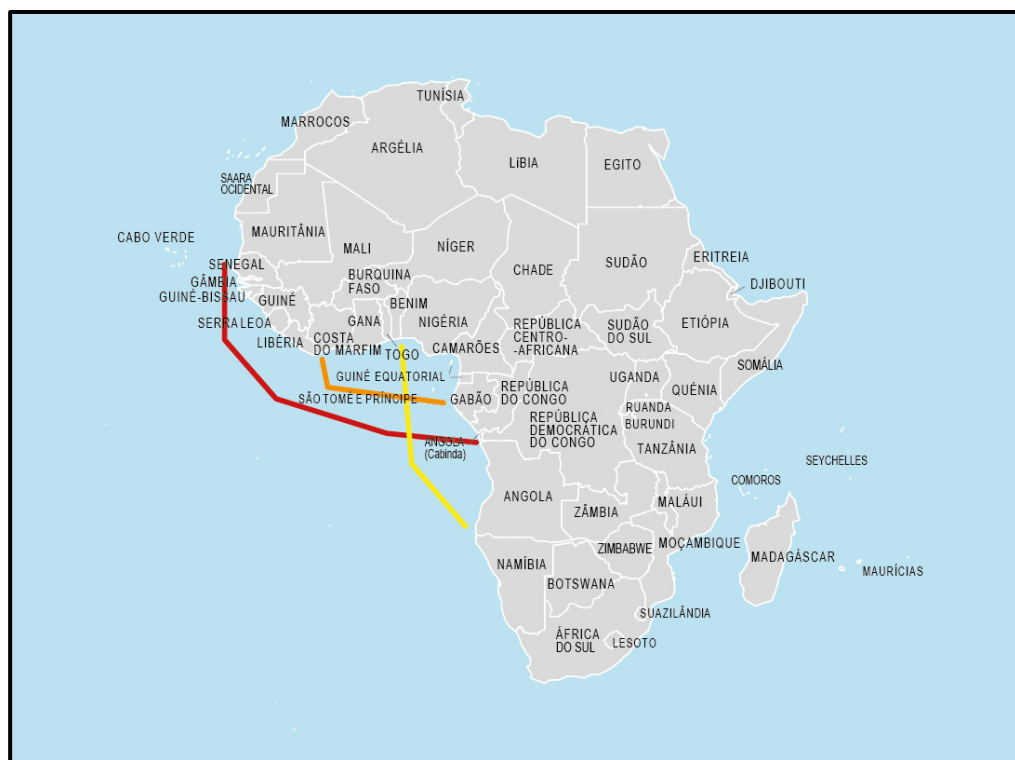 TUNÍSIA
MARROCOS
ARGÉLIA
LíBIA
EGITO
SAARA
OCIDENTAL
CABO VERDE
MAURITÂNIA
MALI
NÍGER
CHADE
SUDÃO
ERITREIA
SENEGAL
GÂMBIA
GUINÉ-BISSAU
GUINÉ
BURQUINA
FASO
BENIM
DJIBOUTI
SERRA LEOA
GANA
NIGÉRIA
ETIÓPIA
LIBÉRIA
COSTA
DO MARFIM
TOGO
CAMARÕES
REPÚBLICA
CENTRO-
-AFRICANA
SUDÃO
DO SUL
SOMÁLIA
GUINÉ EQUATORIAL
UGANDA
QUÉNIA
SÃO TOMÉ E PRÍNCIPE
GABÃO
REPÚBLICA
DO CONGO
RUANDA
BURUNDI
REPÚBLICA
DEMOCRÁTICA
DO CONGO
TANZÂNIA
ANGOLA
(Cabinda)
SEYCHELLES
COMOROS
ANGOLA
ZÂMBIA
MALÁUI
ZIMBABWE
MOÇAMBIQUE
MADAGÁSCAR
MAURÍCIAS
NAMÍBIA
BOTSWANA
SUAZILÂNDIA
ÁFRICA
DO SUL
LESOTO